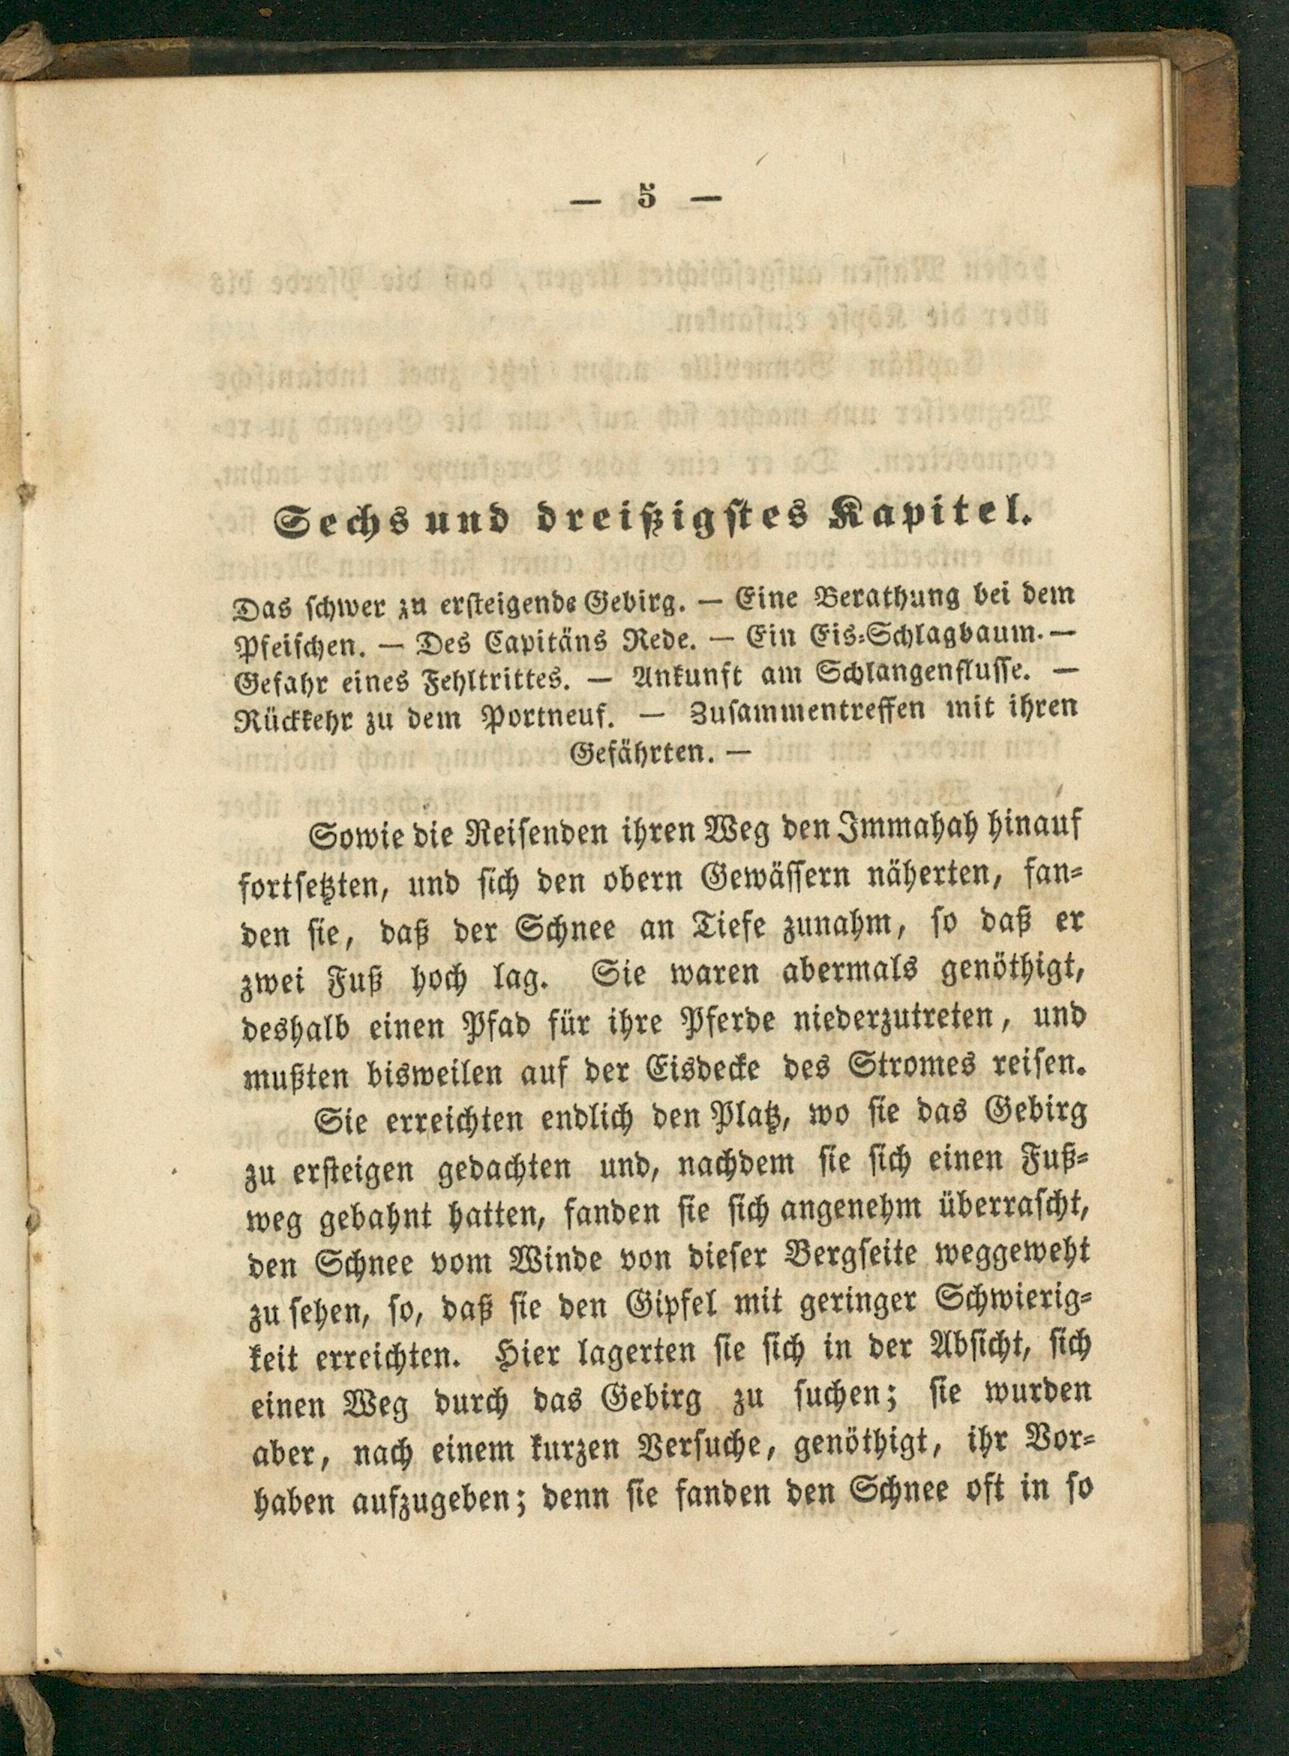 — 5 —
Sechs und dreißigstes Kapitel.
Das schwer zu ersteigende Gebirg. — Eine Berathung bei dem
Pfeifchen. — Des Capitäns Rede. — Ein Eis-Schlagbaum. —
Gefahr eines Fehltrittes. — Ankunft am Schlangenflusse. —
Rückkehr zu dem Portneuf. — Zusammentreffen mit ihren
Gefährten. —
Sowie die Reisenden ihren Weg den Immahah hinauf
fortsetzten, und sich den obern Gewässern näherten, fan-
den sie, daß der Schnee an Tiefe zunahm, so daß er
zwei Fuß hoch lag. Sie waren abermals genöthigt,
deshalb einen Pfad für ihre Pferde niederzutreten, und
mußten bisweilen auf der Eisdecke des Stromes reisen.
Sie erreichten endlich den Platz, wo sie das Gebirg
zu ersteigen gedachten und, nachdem sie sich einen Fuß-
weg gebahnt hatten, fanden sie sich angenehm überrascht,
den Schnee vom Winde von dieser Bergseite weggeweht
zu sehen, so, daß sie den Gipfel mit geringer Schwierig-
keit erreichten. Hier lagerten sie sich in der Absicht, sich
einen Weg durch das Gebirg zu suchen; sie wurden
aber, nach einem kurzen Versuche, genöthigt, ihr Vor-
haben aufzugeben; denn sie fanden den Schnee oft in so